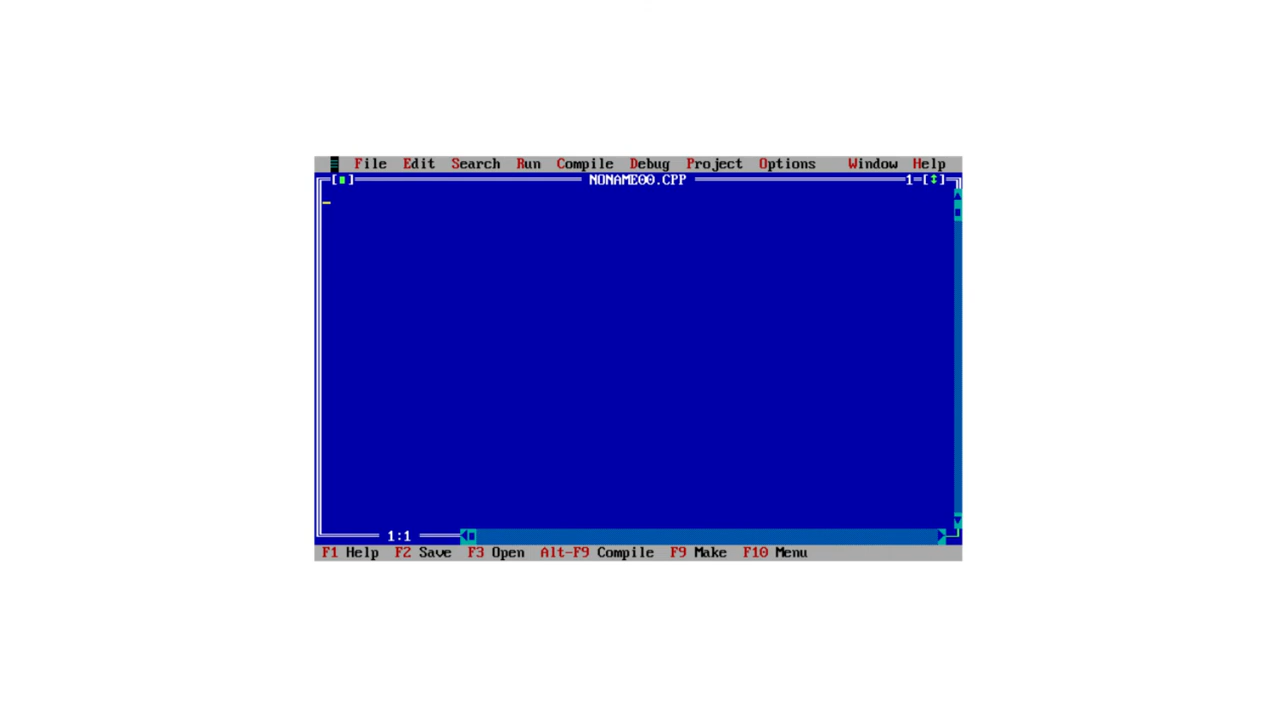 File Edit Search Run Compile Debug Project Options Window Help
NONAME00.CPP 1
1:1
F1 Help F2 Save F3 Open Alt-F9 Compile F9 Make F10 Menu